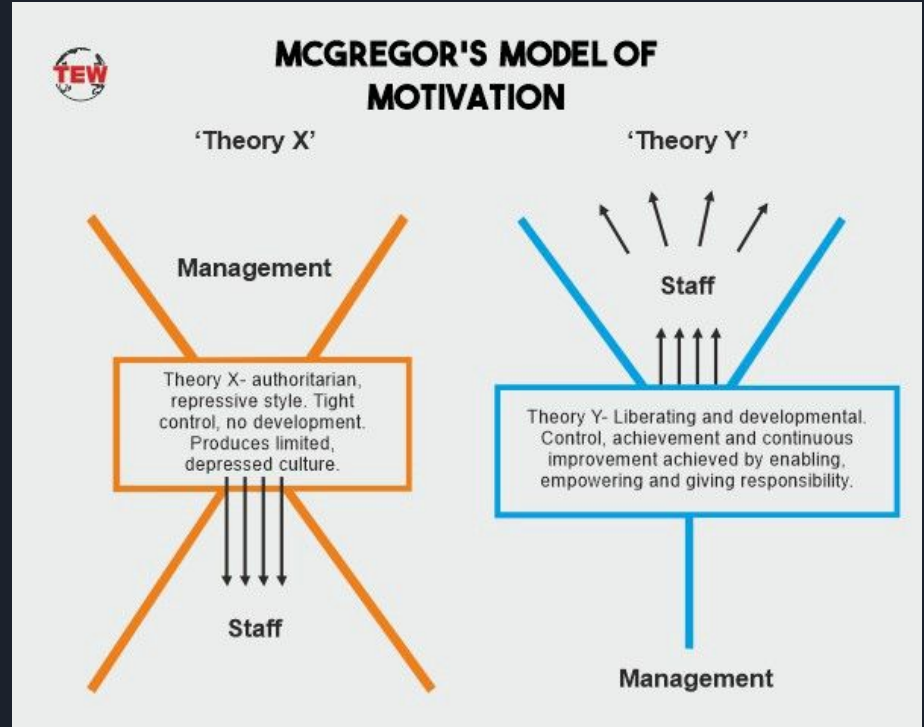 TEW
MCGREGOR'S MODEL OF
MOTIVATION
'Theory X'
Management
Theory X- authoritarian,
repressive style. Tight
control, no development.
Produces limited,
depressed culture.
Staff
'Theory Y'
Staff
Theory Y- Liberating and developmental.
Control, achievement and continuous
improvement achieved by enabling,
empowering and giving responsibility.
Management